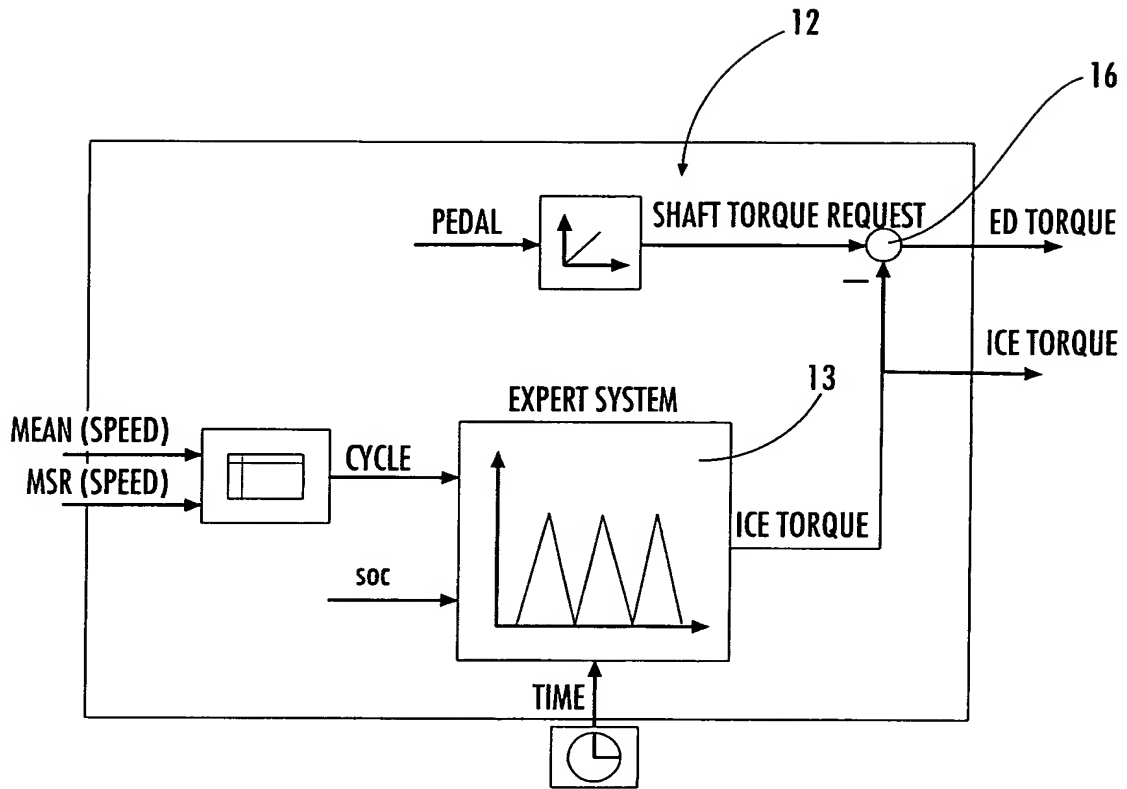 12
16
PEDAL
SHAFT TORQUE REQUEST
ED TORQUE
—
ICE TORQUE
EXPERT SYSTEM
13
MEAN (SPEED)
CYCLE
MSR (SPEED)
ICE TORQUE
soc
TIME